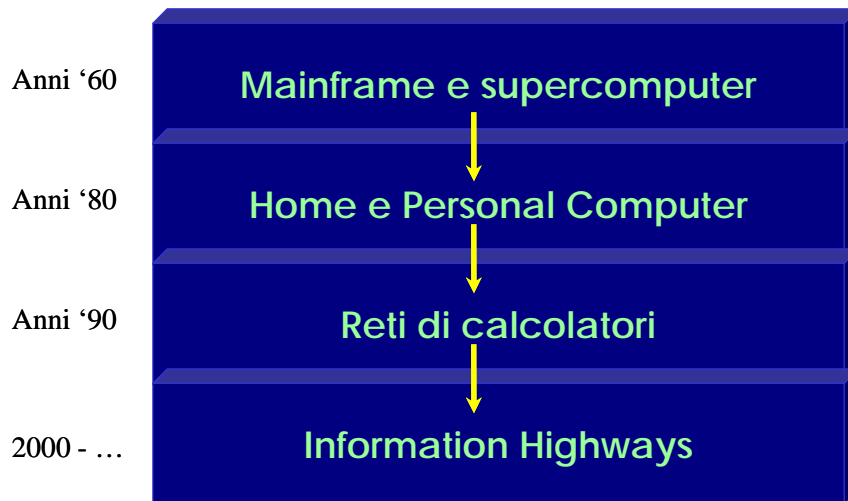 Anni ‘60
Mainframe e supercomputer
Anni ‘80
Home e Personal Computer
Anni ‘90
Reti di calcolatori
2000 - …
Information Highways